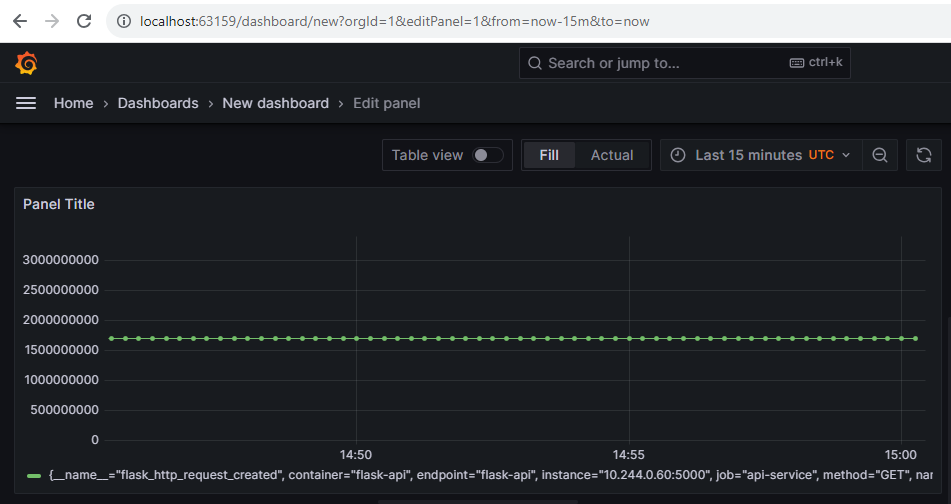 localhost:63159/dashboard/new?orgId=1&editPanel=1&from=now-15m&to=now
Search or jump to... ctrl+k
Home › Dashboards › New dashboard › Edit panel
Table view Fill Actual Last 15 minutes UTC
Panel Title
3000000000
2500000000
2000000000
1500000000
1000000000
500000000
0
14:50 14:55 15:00
{__name__="flask_http_request_created", container="flask-api", endpoint="flask-api", instance="10.244.0.60:5000", job="api-service", method="GET", nar